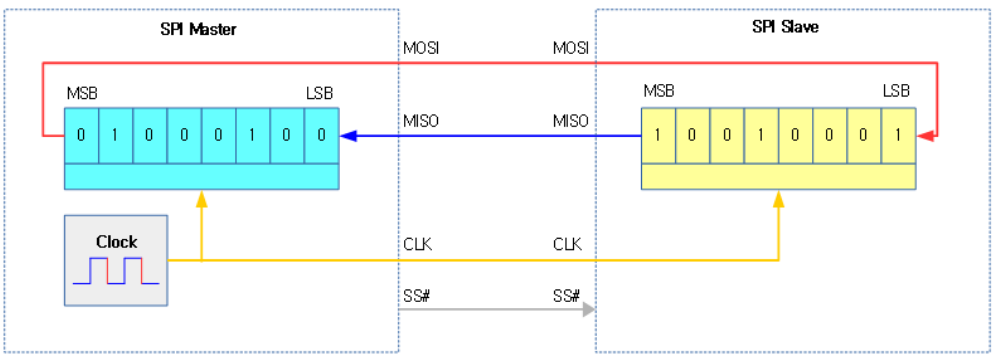 SPI Master
SPI Slave
MOSI MOSI
MSB LSB
MSB LSB
0 1 0 0 0 1 0 0
MISO MISO
1 0 0 1 0 0 0 1
Clock
CLK CLK
SS# SS#